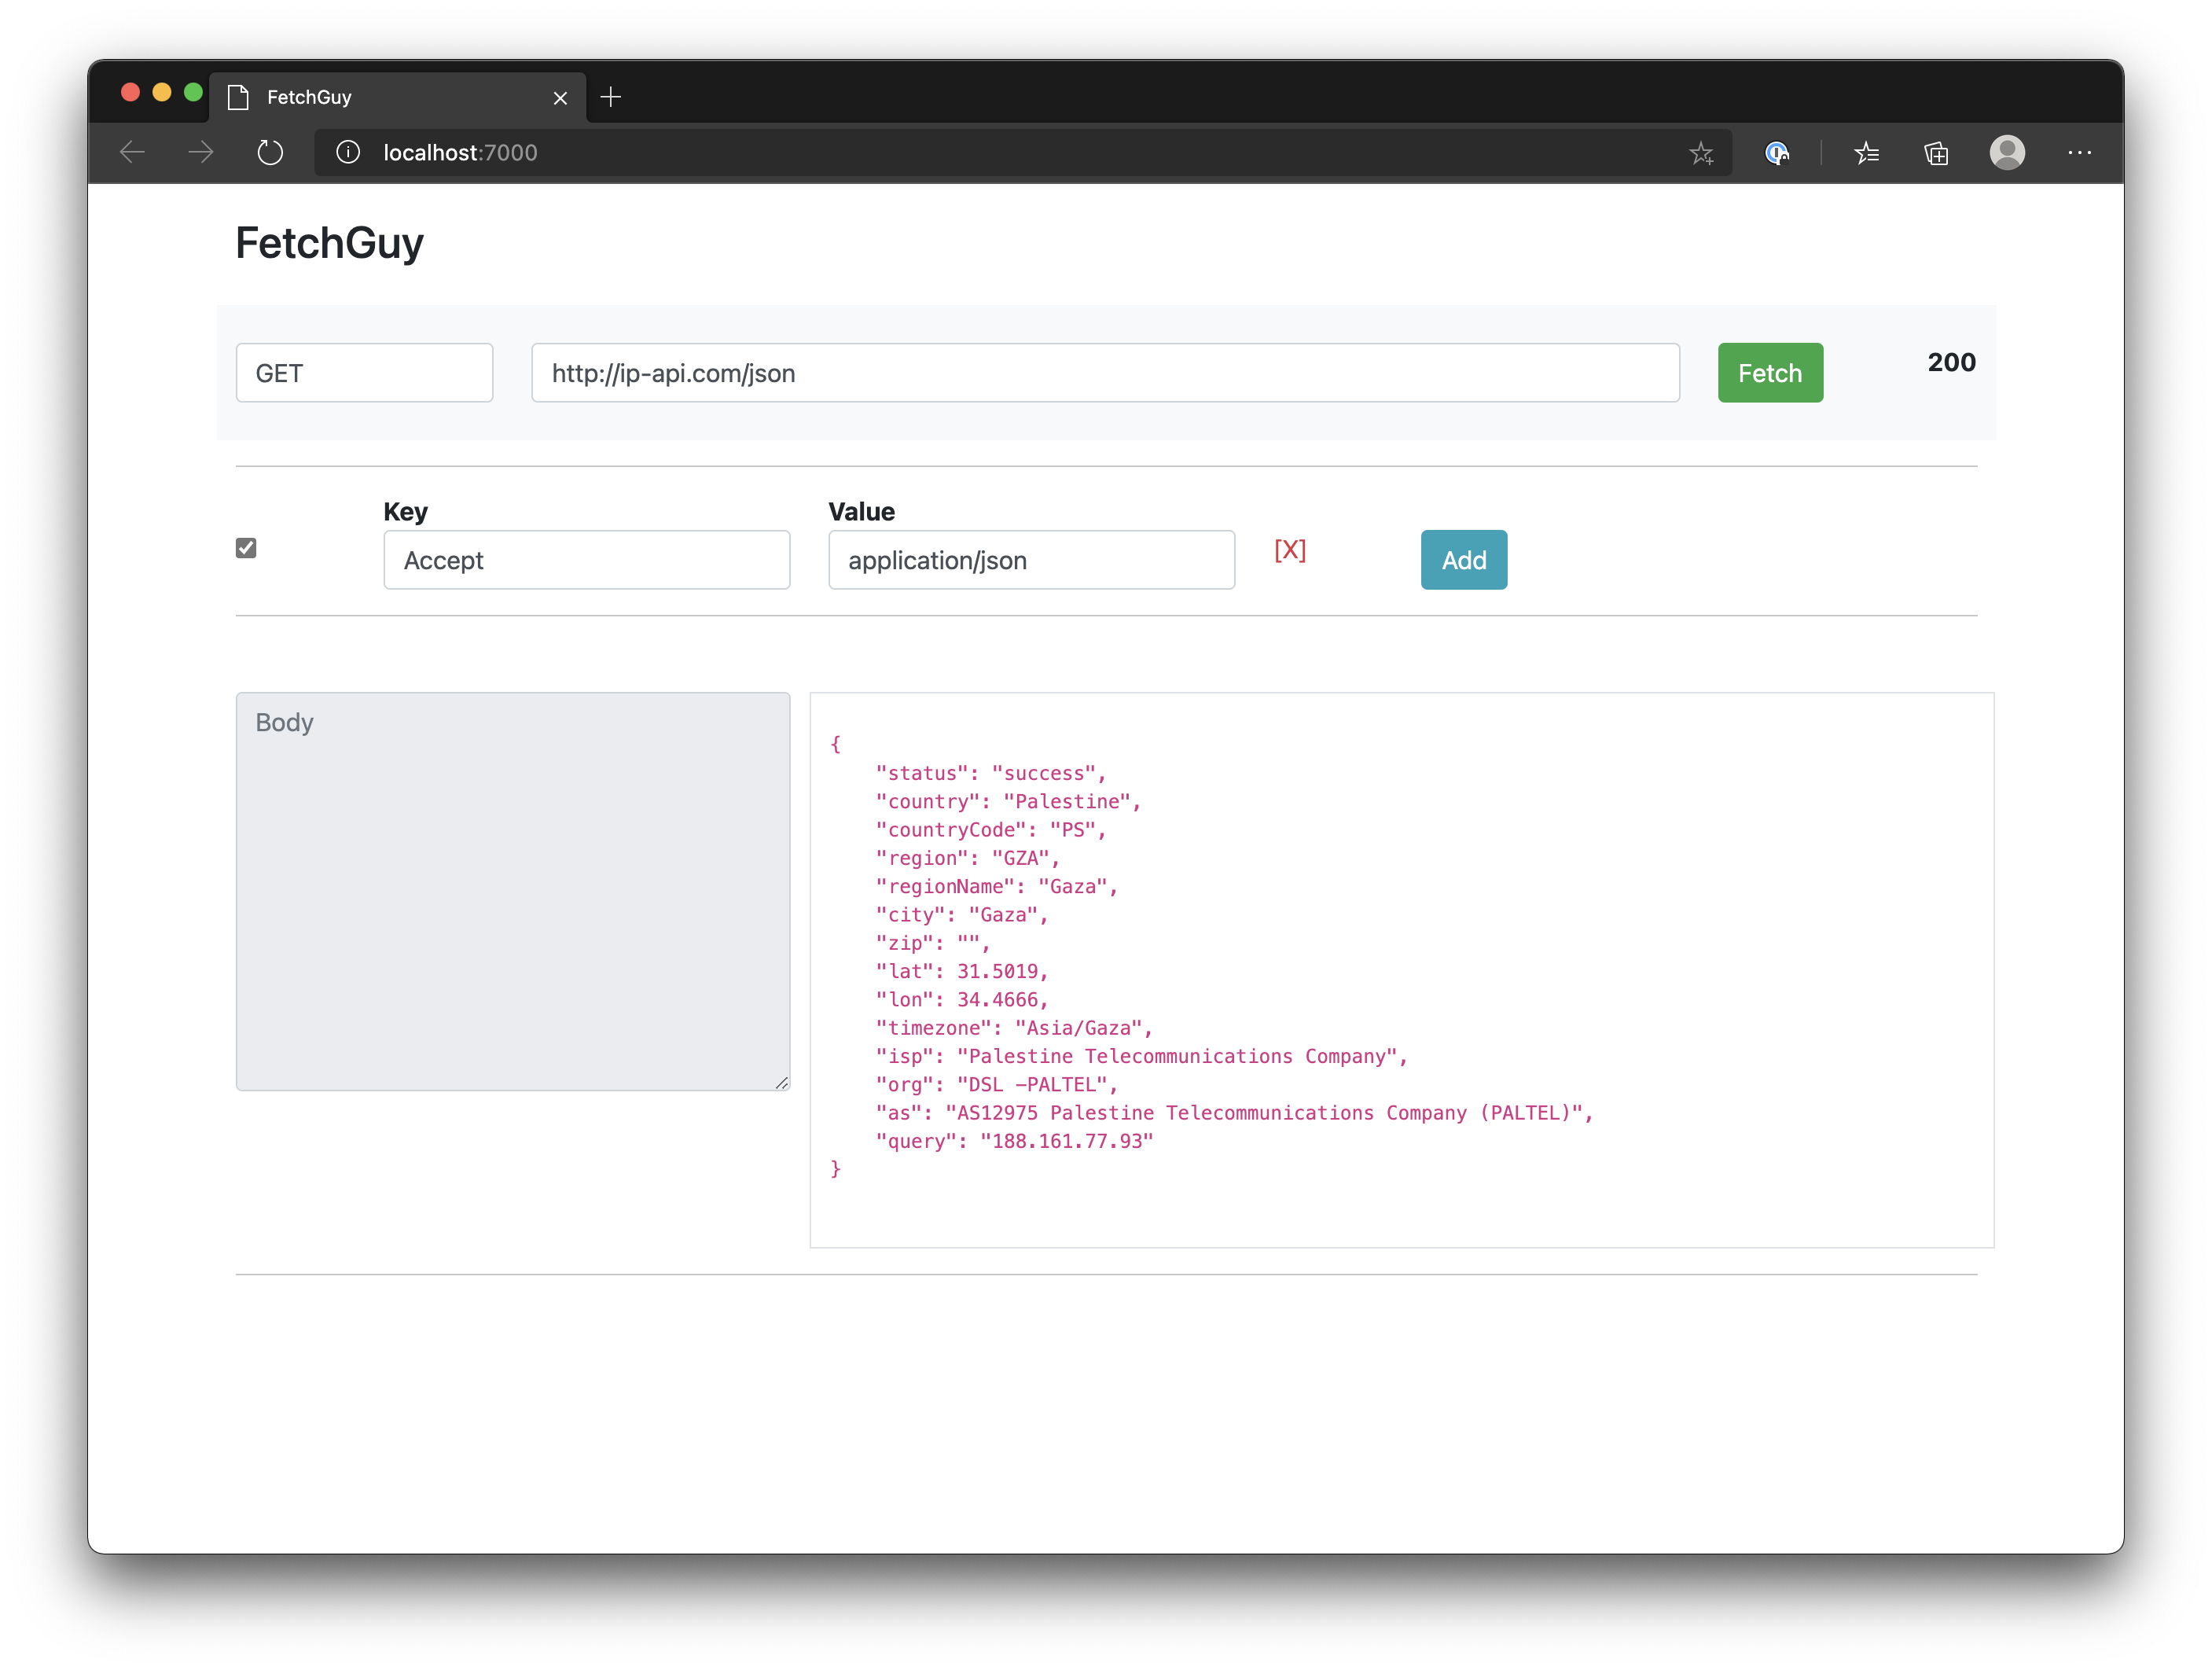 FetchGuy
localhost:7000
FetchGuy
GET http://ip-api.com/json Fetch 200
Key Value
Accept application/json [X] Add
Body
{
    "status": "success",
    "country": "Palestine",
    "countryCode": "PS",
    "region": "GZA",
    "regionName": "Gaza",
    "city": "Gaza",
    "zip": "",
    "lat": 31.5019,
    "lon": 34.4666,
    "timezone": "Asia/Gaza",
    "isp": "Palestine Telecommunications Company",
    "org": "DSL -PALTEL",
    "as": "AS12975 Palestine Telecommunications Company (PALTEL)",
    "query": "188.161.77.93"
}